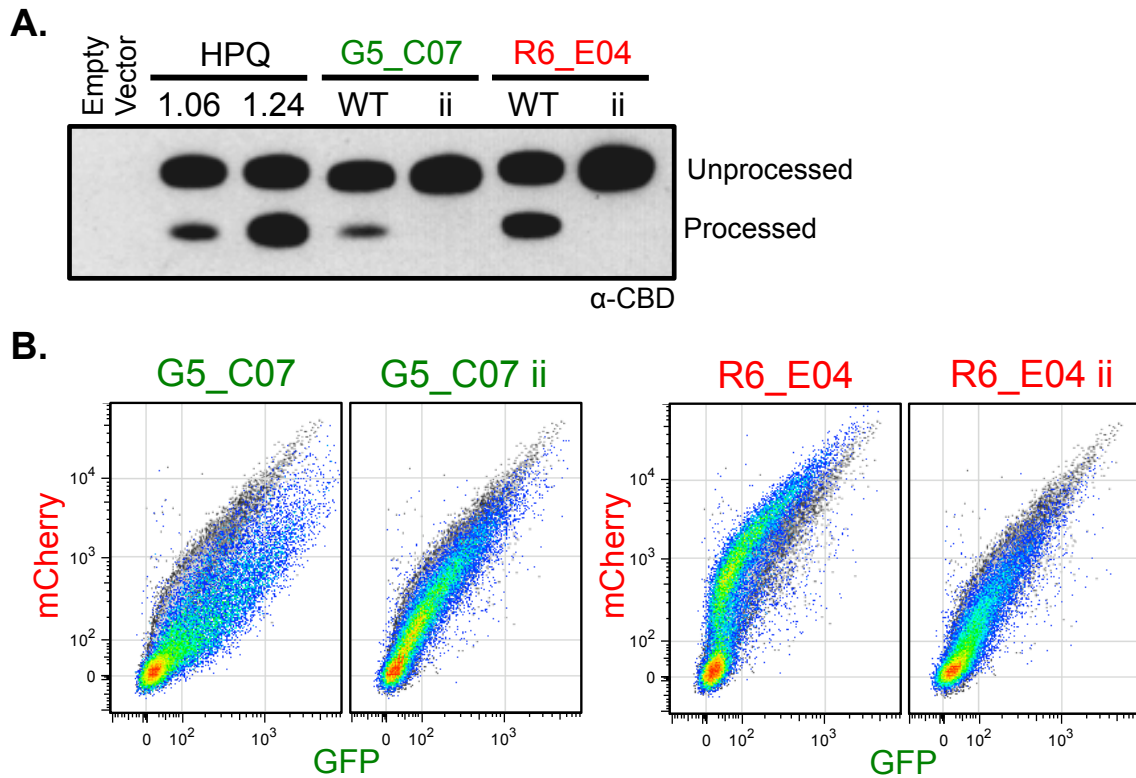 A.
Empty Vector
HPQ G5_C07 R6_E04
1.06 1.24 WT ii WT ii
Unprocessed
Processed
α-CBD
B.
G5_C07 G5_C07 ii R6_E04 R6_E04 ii
mCherry
10⁴
10³
10²
0
0 10² 10³ 0 10² 10³
GFP
mCherry
10⁴
10³
10²
0
0 10² 10³ 0 10² 10³
GFP